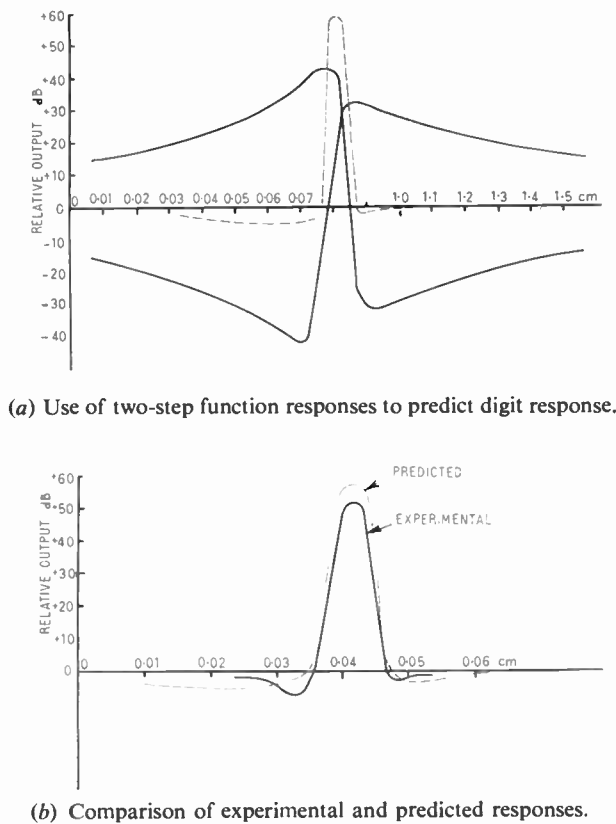 +60
+50
+40
+30
+20
+10
0
-10
-20
-30
-40
RELATIVE OUTPUT dB
0 0·01 0·02 0·03 0·04 0·05 0·06 0·07 1.0 1·1 1·2 1·3 1·4 1·5 cm
(a) Use of two-step function responses to predict digit response.
+60
+50
+40
+30
+20
+10
0
RELATIVE OUTPUT dB
PREDICTED
EXPERIMENTAL
0 0·01 0·02 0·03 0·04 0·05 0·06 cm
(b) Comparison of experimental and predicted responses.